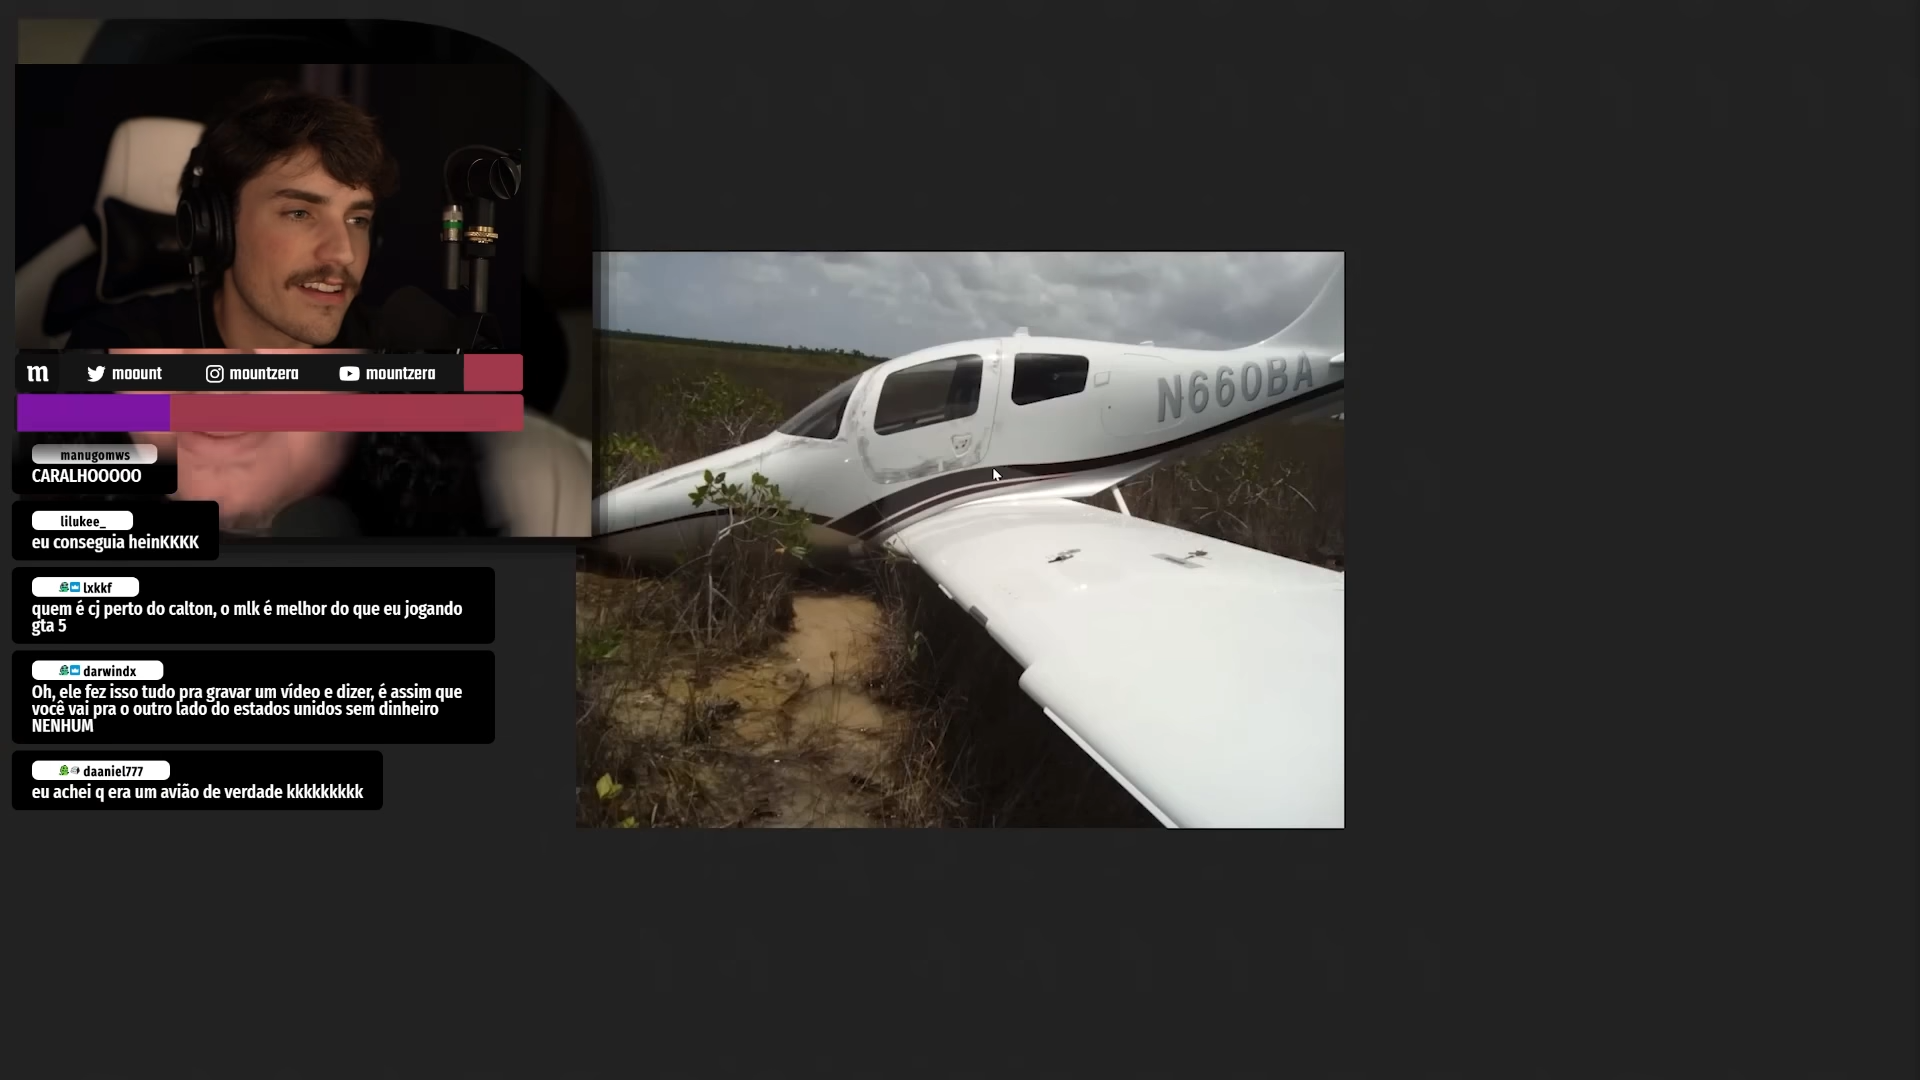 m moount mountzera mountzera
manugomws
CARALHOOOOO
lilukee_
eu conseguia heinKKKK
lxkkf
quem é cj perto do calton, o mlk é melhor do que eu jogando
gta 5
darwindx
Oh, ele fez isso tudo pra gravar um vídeo e dizer, é assim que
você vai pra o outro lado do estados unidos sem dinheiro
NENHUM
daaniel777
eu achei q era um avião de verdade kkkkkkkkk
N660BA